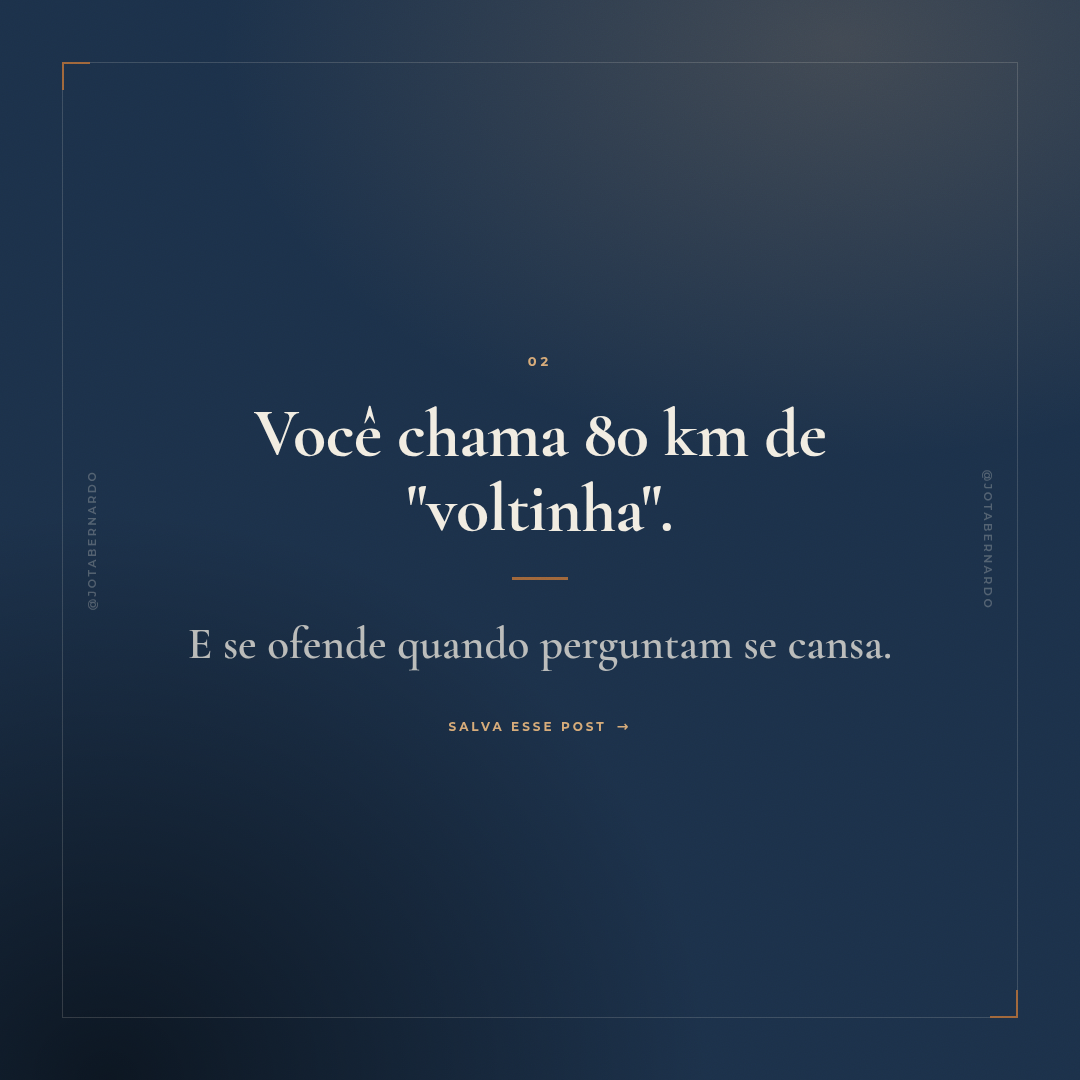 02
Você chama 80 km de
"voltinha".
E se ofende quando perguntam se cansa.
SALVA ESSE POST →
@JOTABERNARDO
@JOTABERNARDO